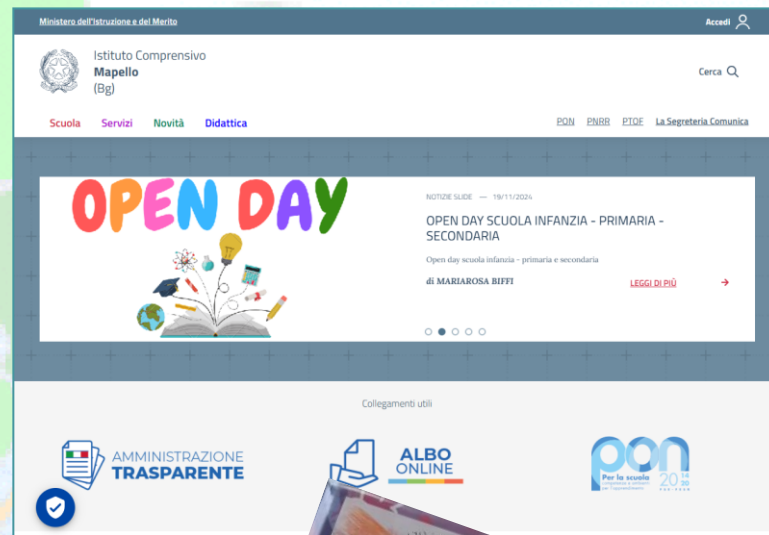 Ministero dell'Istruzione e del Merito
Accedi
Istituto Comprensivo
Mapello
(Bg)
Cerca
Scuola Servizi Novità Didattica
PON PNRR PTOF La Segreteria Comunica
OPEN DAY
NOTIZIE SLIDE — 19/11/2024
OPEN DAY SCUOLA INFANZIA - PRIMARIA -
SECONDARIA
Open day scuola infanzia - primaria e secondaria
di MARIAROSA BIFFI
LEGGI DI PIÙ
Collegamenti utili
AMMINISTRAZIONE
TRASPARENTE
ALBO
ONLINE
pon
Per la scuola